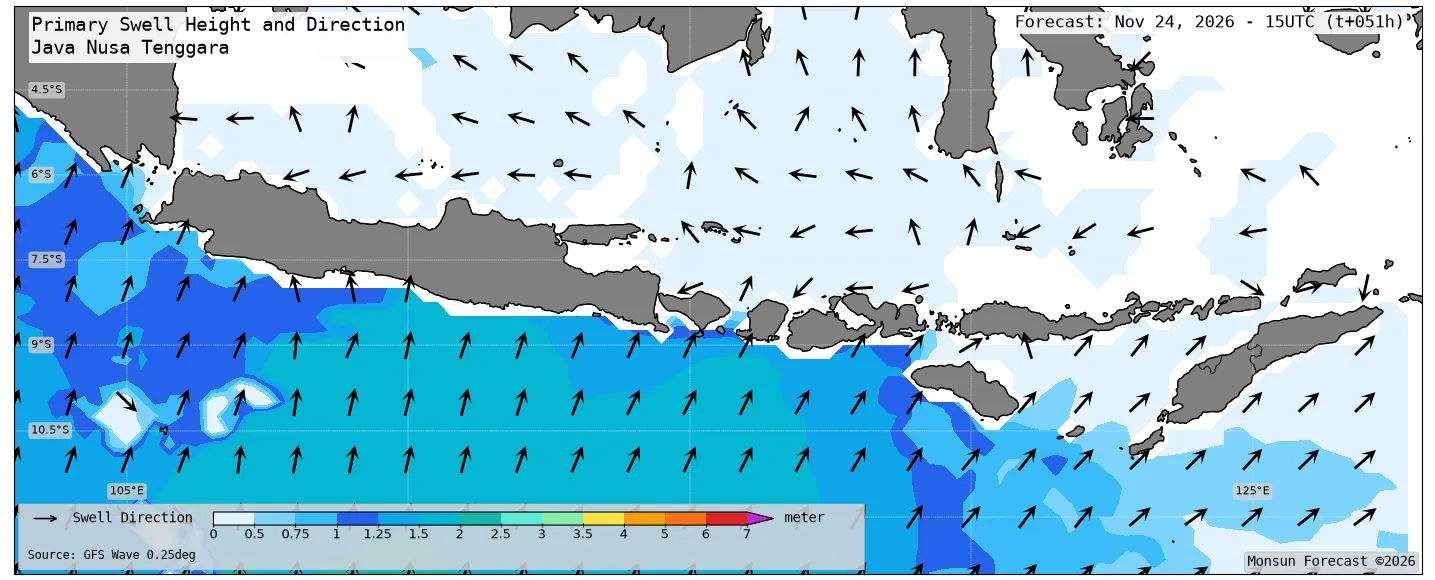 Primary Swell Height and Direction
Java Nusa Tenggara
Forecast: Nov 24, 2026 - 15UTC (t+051h)
4.5°S
6°S
7.5°S
9°S
10.5°S
105°E
125°E
Swell Direction
0 0.5 0.75 1 1.25 1.5 2 2.5 3 3.5 4 5 6 7
meter
Source: GFS Wave 0.25deg
Monsun Forecast ©2026